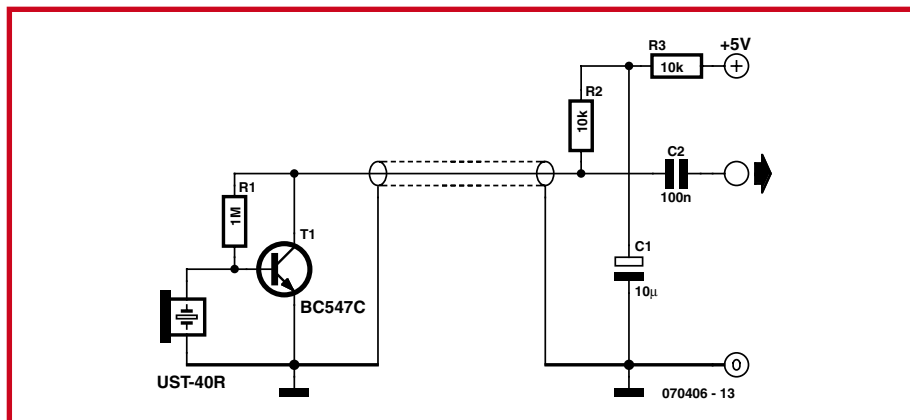 +5V
R3
10k
R2
10k
C2
100n
R1
1M
T1
C1
10μ
BC547C
UST-40R
0
070406 - 13